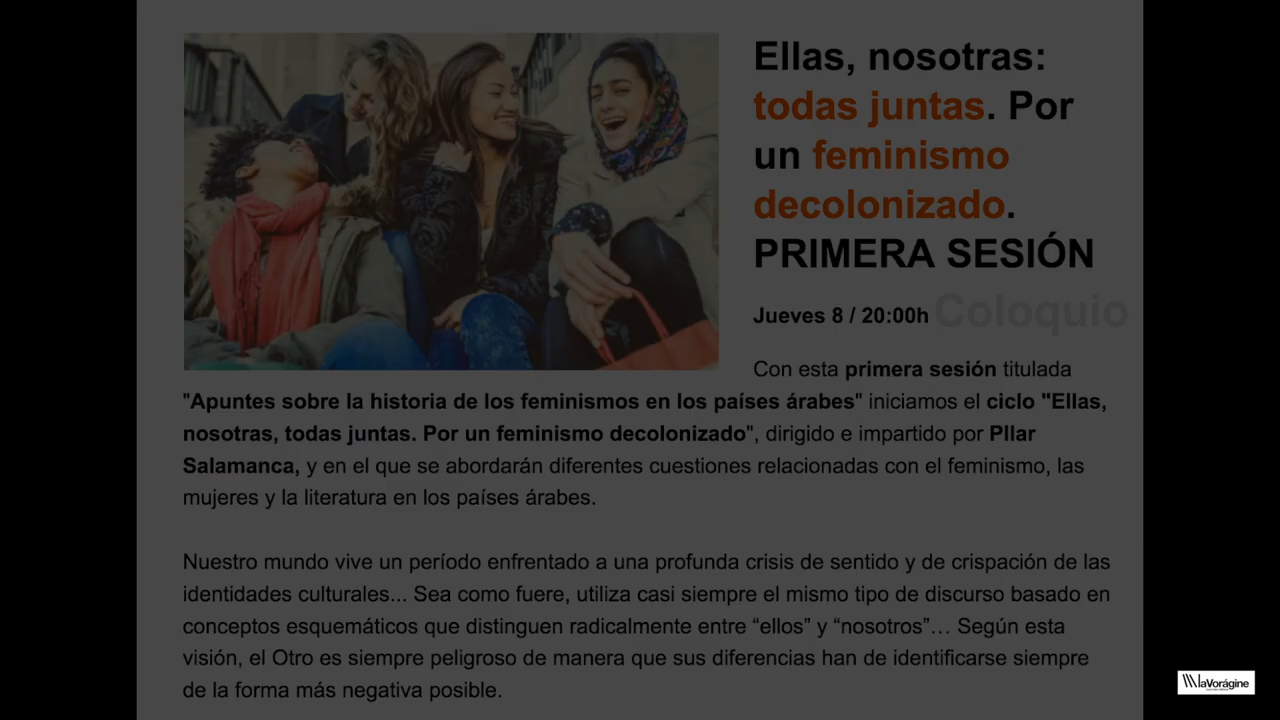 Ellas, nosotras:
todas juntas. Por
un feminismo
decolonizado.
PRIMERA SESIÓN
Jueves 8 / 20:00h Coloquio
Con esta primera sesión titulada
"Apuntes sobre la historia de los feminismos en los países árabes" iniciamos el ciclo "Ellas,
nosotras, todas juntas. Por un feminismo decolonizado", dirigido e impartido por PIlar
Salamanca, y en el que se abordarán diferentes cuestiones relacionadas con el feminismo, las
mujeres y la literatura en los países árabes.
Nuestro mundo vive un período enfrentado a una profunda crisis de sentido y de crispación de las
identidades culturales... Sea como fuere, utiliza casi siempre el mismo tipo de discurso basado en
conceptos esquemáticos que distinguen radicalmente entre “ellos” y “nosotros”… Según esta
visión, el Otro es siempre peligroso de manera que sus diferencias han de identificarse siempre
de la forma más negativa posible.
laVorágine